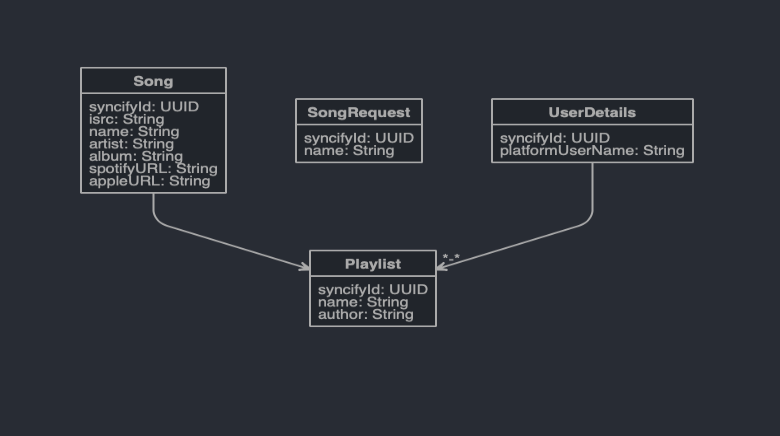 Song
syncifyId: UUID
isrc: String
name: String
artist: String
album: String
spotifyURL: String
appleURL: String
SongRequest
syncifyId: UUID
name: String
UserDetails
syncifyId: UUID
platformUserName: String
*-*
Playlist
syncifyId: UUID
name: String
author: String